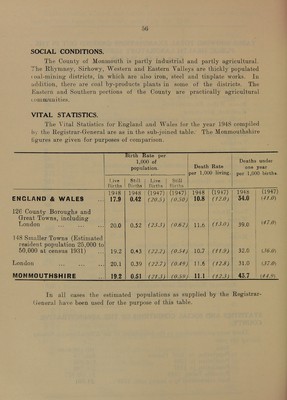 56
SOCIAL CONDITIONS.
The County of Monmouth is partly industrial and partly agricultural.
The Rhymney, Sirhowy, Western and Eastern Valleys are thickly populated
coal-mining districts, in which are also iron, steel and tinplate works. In
addition, there are coal by-products plants in some of the districts. The
Eastern and Southern portions of the County are practically agricultural
communities.
VITAL STATISTICS.
The Vital Statistics for England and Wales for the year 1948 compiled
by the Registrar-General are as in the sub-joined table. The Monmouthshire
figures are given for purposes of comparison.
Birth Rate per 1,000 of population Death Rate per 1,000 living. Deaths under one year per 1,000 births
Live Births Still Births Live Births Still Births
1948 1948 (1947) (1947) 1948 (1947) 1948 (1947)
ENGLAND & WALES ... 17.9 0.42 (20.5) (0.50) 10.8 (12.0) 34.0 (41.0)
126 County Boroughs and
Great Towns, including
London ... ... ... 20.0 0.52 (23.3) (0.62) 11.6 (13.0) 39.0 (47.0)
148 Smaller Towns (Estimated
resident population 25,000 to
50,000 at census 1931) 19.2 0.43 (22.2) (0.54) 10.7 (11.9) 32.0 (36.0)
London ... ... ... 20.1 0.39 (22.7) (0.49) 11.6 (12.8) 31.0 (37.0)
MONMOUTHSHIRE 19.2 0.61 (21.3) (0.59) 11.1 (12.3) 43.7 (44.9)
In all cases the estimated populations as supplied by the Registrar-
General have been used for the purpose of this table.